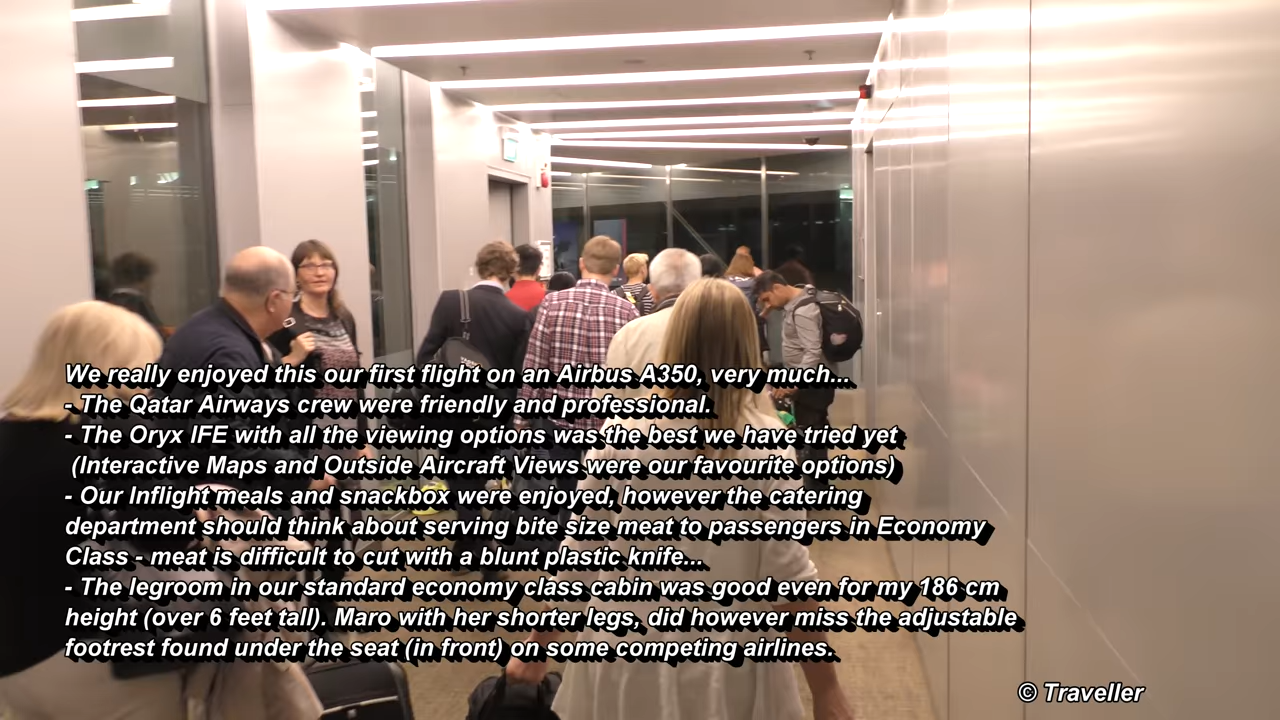 We really enjoyed this our first flight on an Airbus A350, very much...
- The Qatar Airways crew were friendly and professional.
- The Oryx IFE with all the viewing options was the best we have tried yet
(Interactive Maps and Outside Aircraft Views were our favourite options)
- Our Inflight meals and snackbox were enjoyed, however the catering
department should think about serving bite size meat to passengers in Economy
Class - meat is difficult to cut with a blunt plastic knife...
- The legroom in our standard economy class cabin was good even for my 186 cm
height (over 6 feet tall). Maro with her shorter legs, did however miss the adjustable
footrest found under the seat (in front) on some competing airlines.
© Traveller